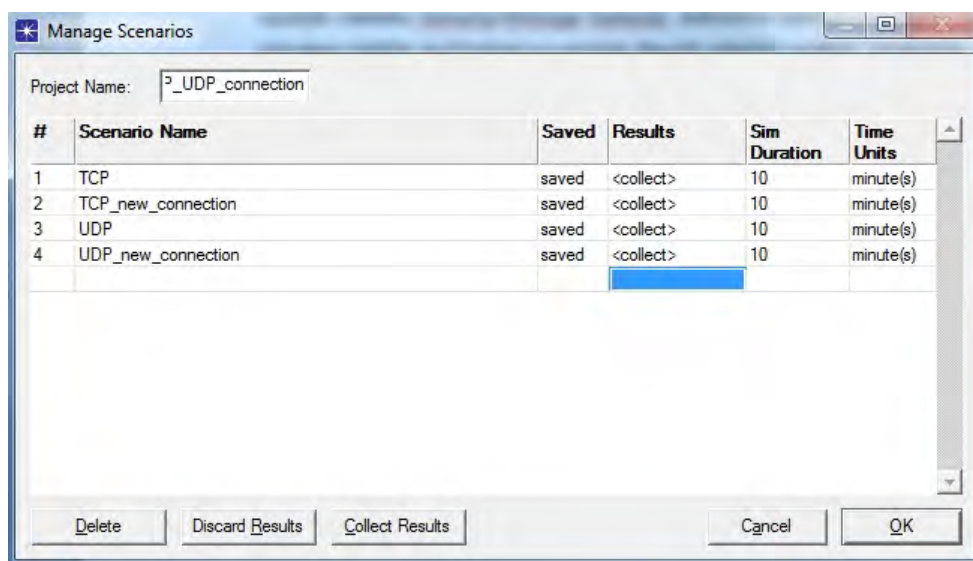 Manage Scenarios
Project Name: P_UDP_connection
# Scenario Name Saved Results Sim Duration Time Units
1 TCP saved <collect> 10 minute(s)
2 TCP_new_connection saved <collect> 10 minute(s)
3 UDP saved <collect> 10 minute(s)
4 UDP_new_connection saved <collect> 10 minute(s)
Delete Discard Results Collect Results Cancel OK